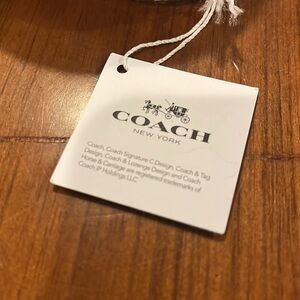 COACH
NEW YORK
Coach, Coach Signature C Design, Coach & Tag
Design, Coach & Lozenge Design and Coach
Horse & Carriage are registered trademarks of
Coach IP Holdings LLC